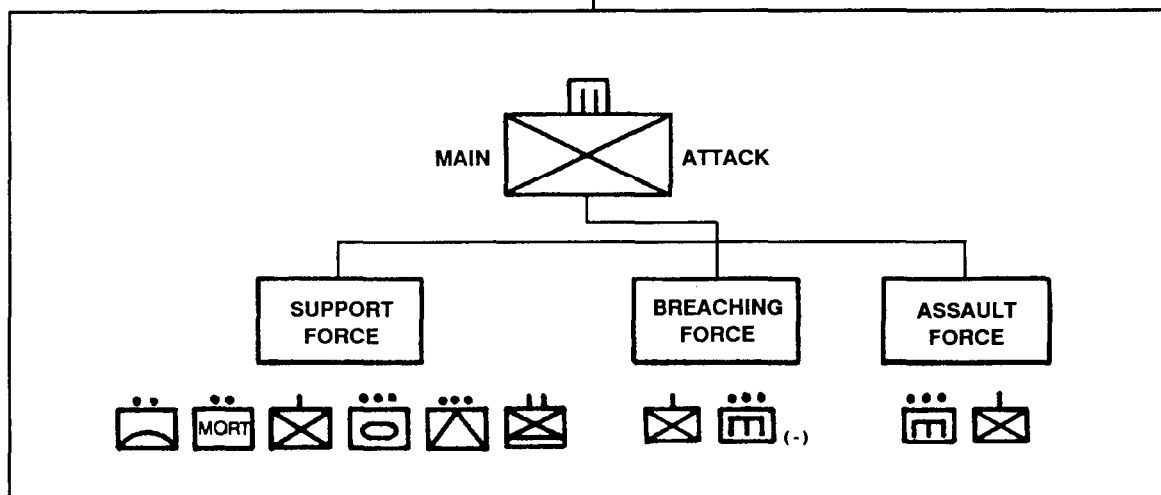 MAIN ATTACK
SUPPORT
FORCE
BREACHING
FORCE
ASSAULT
FORCE
MORT
(-)